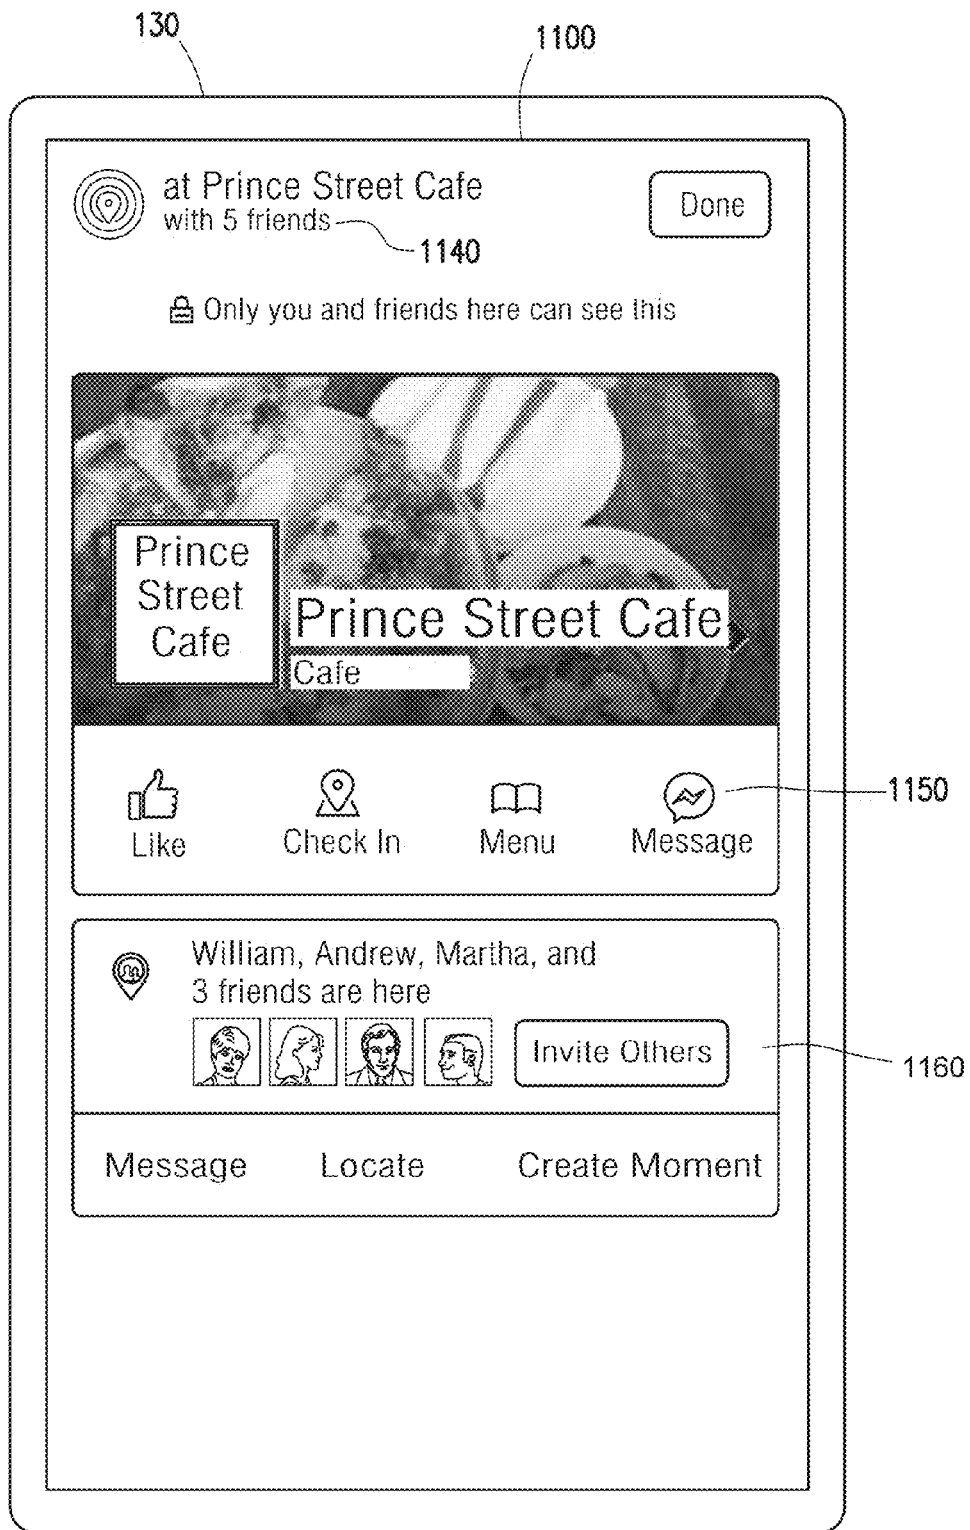 130
1100
at Prince Street Cafe
Done
with 5 friends
1140
Only you and friends here can see this
Prince
Street
Cafe
Prince Street Cafe
Cafe
Like
Check In
Menu
Message
1150
William, Andrew, Martha, and
3 friends are here
Invite Others
1160
Message
Locate
Create Moment